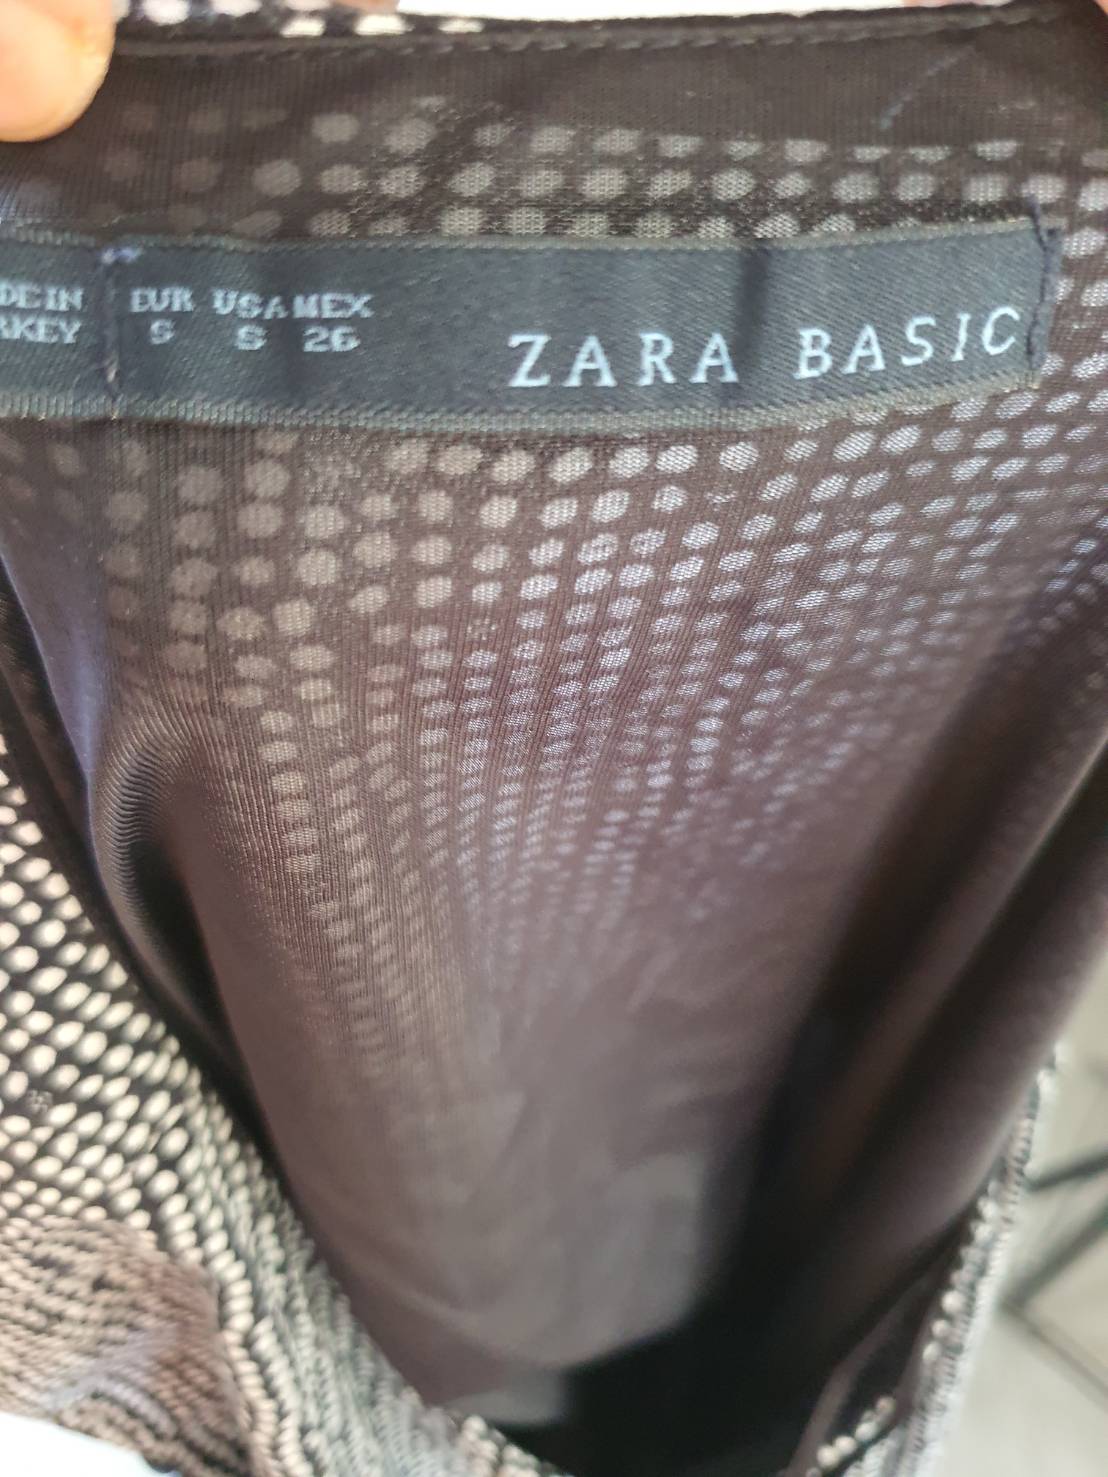 DE IN
RKEY
EUR USA MEX
S S 26
ZARA BASIC